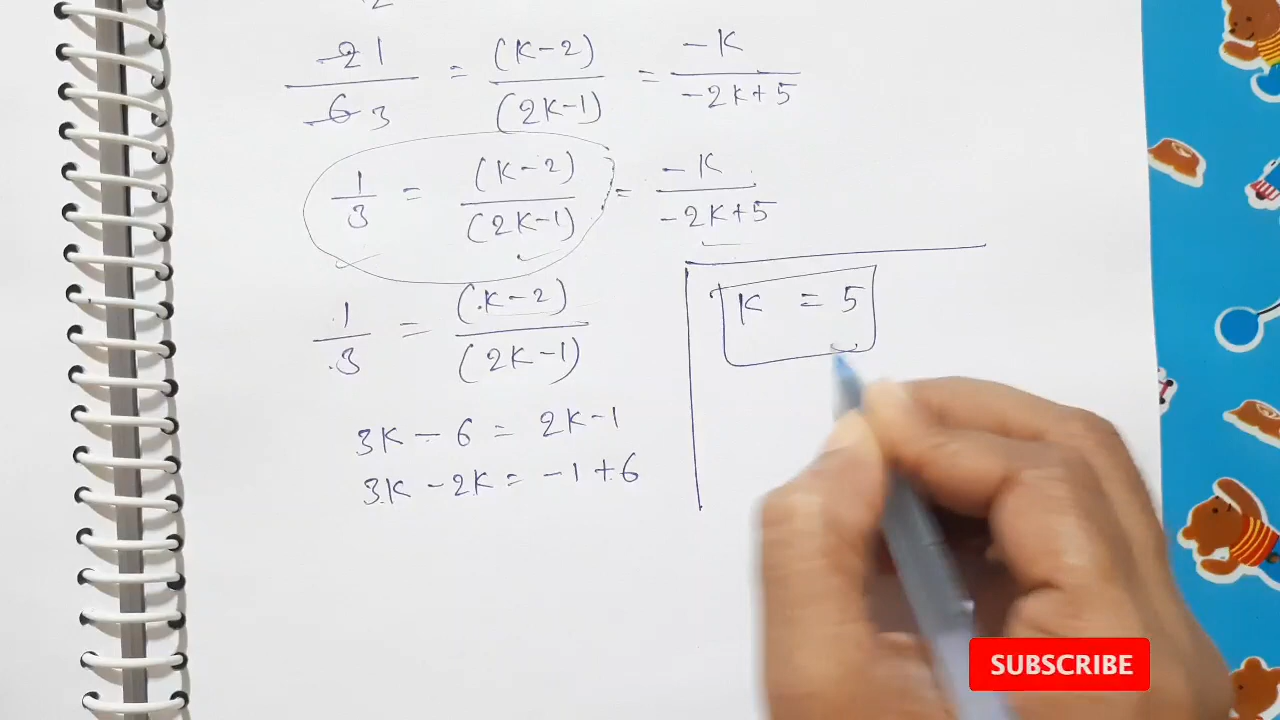 2
-21/63 = (K-2)/(2K-1) = -K/-2K+5
1/3 = (K-2)/(2K-1) = -K/-2K+5
1/3 = (K-2)/(2K-1)
K = 5
3K - 6 = 2K - 1
3K - 2K = -1 + 6
SUBSCRIBE